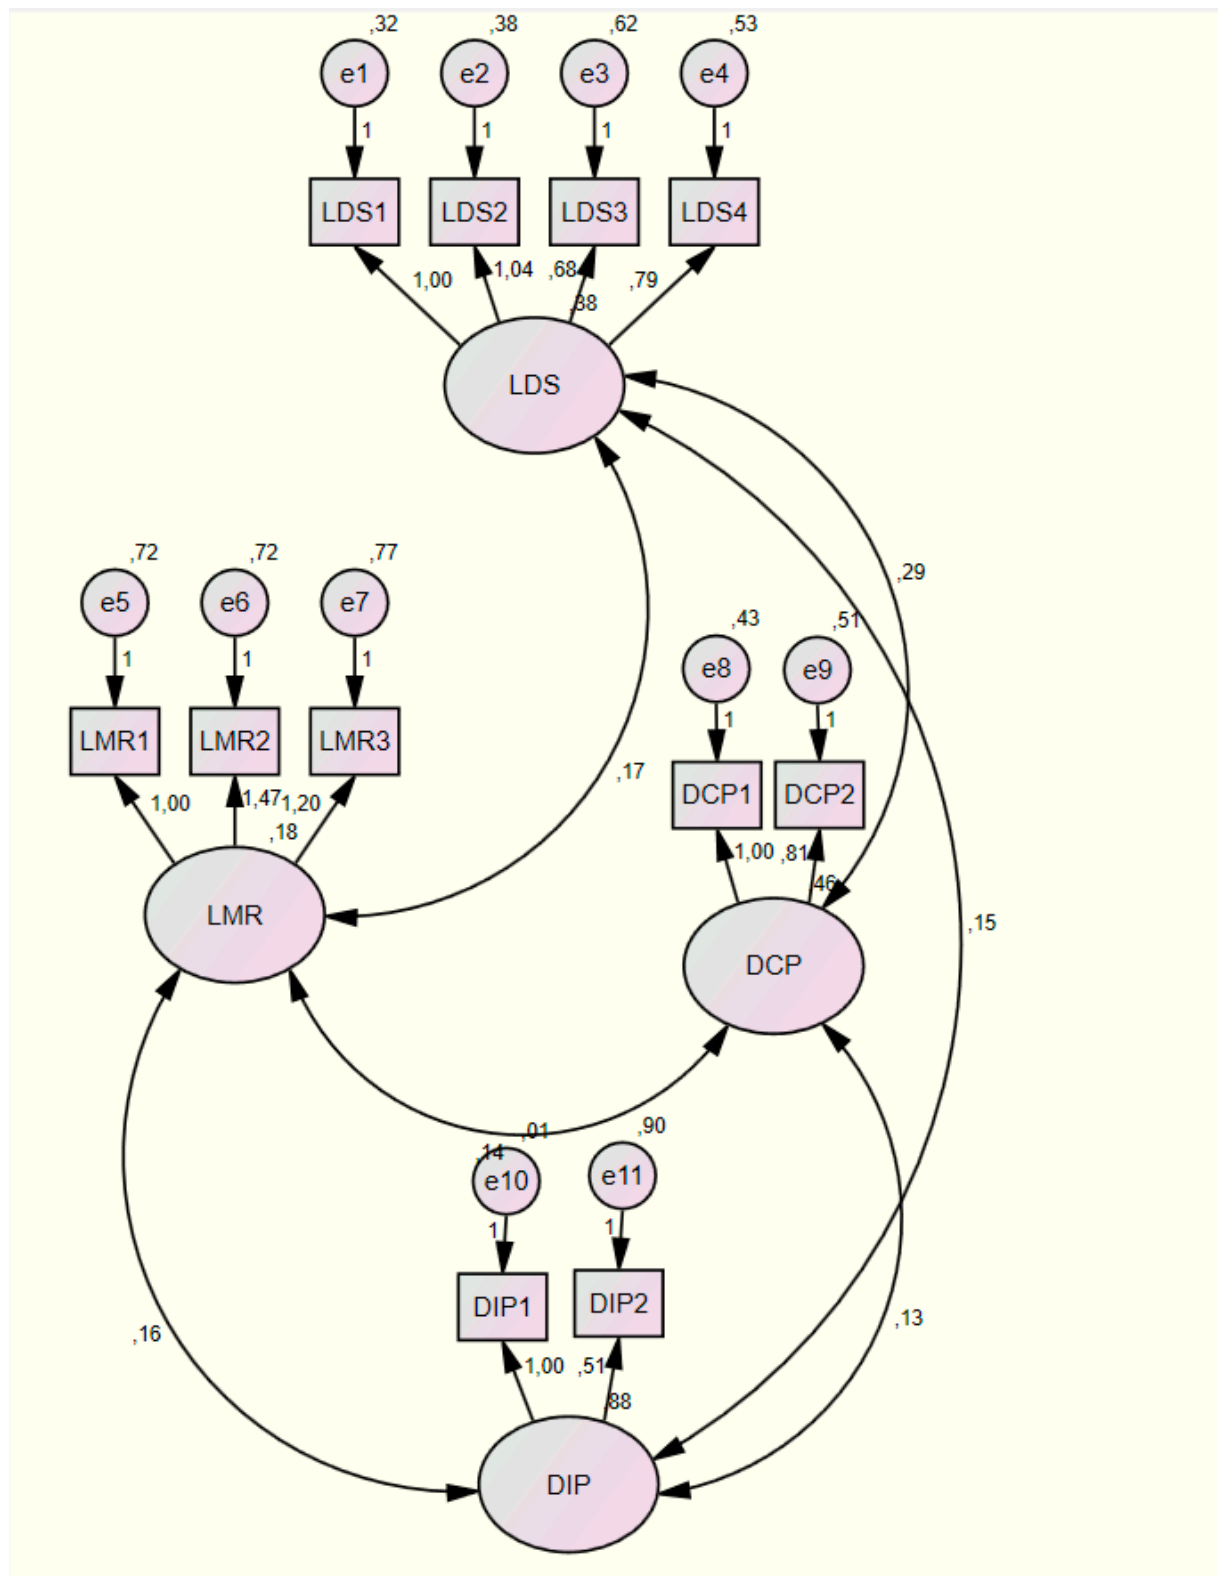 ,32 ,38 ,62 ,53
e1 e2 e3 e4
1 1 1 1
LDS1 LDS2 LDS3 LDS4
1,00 1,04 ,68 ,79
,38
LDS
,72 ,72 ,77
e5 e6 e7
1 1 1
LMR1 LMR2 LMR3
1,00 1,47 1,20
,18
LMR
,29
,17
,43 ,51
e8 e9
1 1
DCP1 DCP2
1,00 ,81
,46
DCP
,15
,01
,14 ,90
e10 e11
1 1
DIP1 DIP2
1,00 ,51
,88
DIP
,16
,13